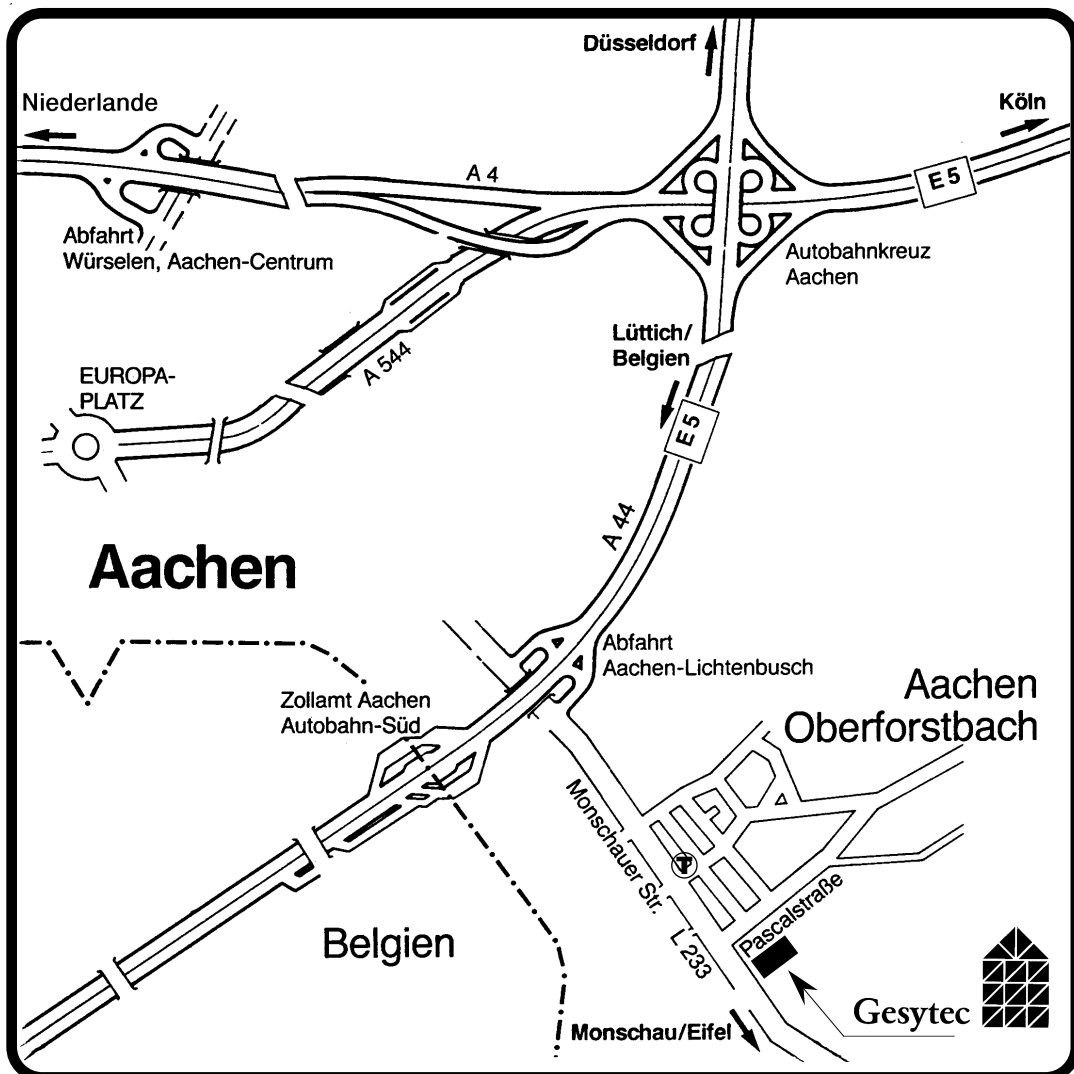 Düsseldorf
Niederlande
Köln
A 4
E 5
Abfahrt
Würselen, Aachen-Centrum
Autobahnkreuz
Aachen
Lüttich/
Belgien
A 544
EUROPA-
PLATZ
E 5
A 44
Aachen
Abfahrt
Aachen-Lichtenbusch
Zollamt Aachen
Autobahn-Süd
Aachen
Oberforstbach
Monschauer Str.
Pascalstraße
Belgien
L 233
Gesytec
Monschau/Eifel